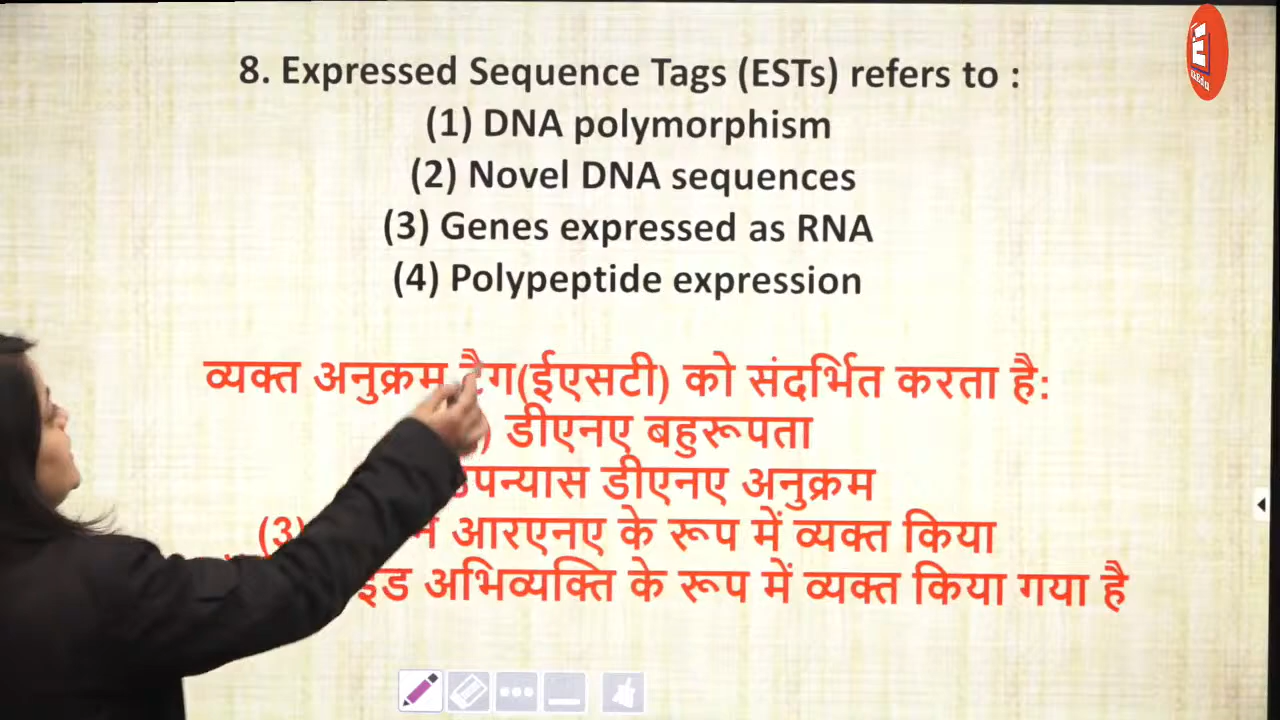 8. Expressed Sequence Tags (ESTs) refers to :
(1) DNA polymorphism
(2) Novel DNA sequences
(3) Genes expressed as RNA
(4) Polypeptide expression
व्यक्त अनुक्रम टैग(ईएसटी) को संदर्भित करता है:
) डीएनए बहुरूपता
डीएनए अनुक्रम
(3) आरएनए के रूप में व्यक्त किया
अभिव्यक्ति के रूप में व्यक्त किया गया है